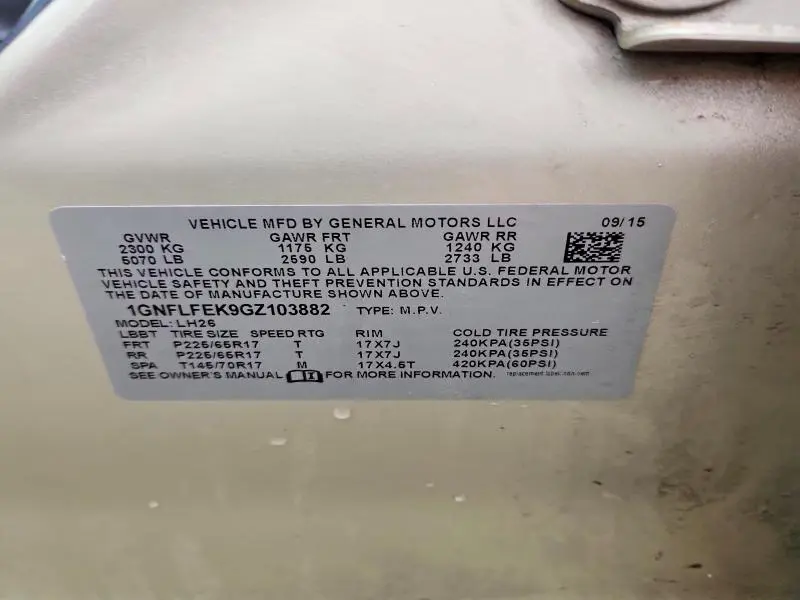 VEHICLE MFD BY GENERAL MOTORS LLC 09/15
GVWR GAWR FRT GAWR RR
2300 KG 1175 KG 1240 KG
5070 LB 2590 LB 2733 LB
THIS VEHICLE CONFORMS TO ALL APPLICABLE U.S. FEDERAL MOTOR
VEHICLE SAFETY AND THEFT PREVENTION STANDARDS IN EFFECT ON
THE DATE OF MANUFACTURE SHOWN ABOVE.
1GNFLFEK9GZ103882 TYPE: M.P.V.
MODEL: LH26
LBBT TIRE SIZE SPEED RTG RIM COLD TIRE PRESSURE
FRT P225/65R17 T 17X7J 240KPA(35PSI)
RR P225/65R17 T 17X7J 240KPA(35PSI)
SPA T145/70R17 M 17X4.5T 420KPA(60PSI)
SEE OWNER'S MANUAL FOR MORE INFORMATION.